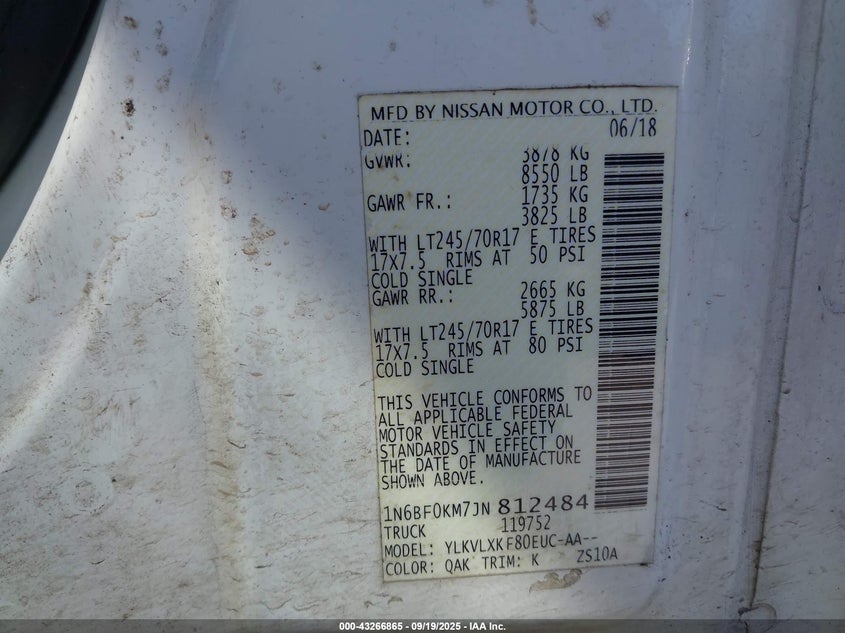 MFD BY NISSAN MOTOR CO., LTD.
DATE: 06/18
GVWR: 3878 KG
8550 LB
GAWR FR.: 1735 KG
3825 LB
WITH LT245/70R17 E TIRES
17X7.5 RIMS AT 50 PSI
COLD SINGLE
GAWR RR.: 2665 KG
5875 LB
WITH LT245/70R17 E TIRES
17X7.5 RIMS AT 80 PSI
COLD SINGLE
THIS VEHICLE CONFORMS TO
ALL APPLICABLE FEDERAL
MOTOR VEHICLE SAFETY
STANDARDS IN EFFECT ON
THE DATE OF MANUFACTURE
SHOWN ABOVE.
1N6BF0KM7JN 812484
TRUCK 119752
MODEL: YLKVLXKF80EUC-AA--
COLOR: QAK TRIM: K ZS10A
000-43266865 - 09/19/2025 - IAA Inc.